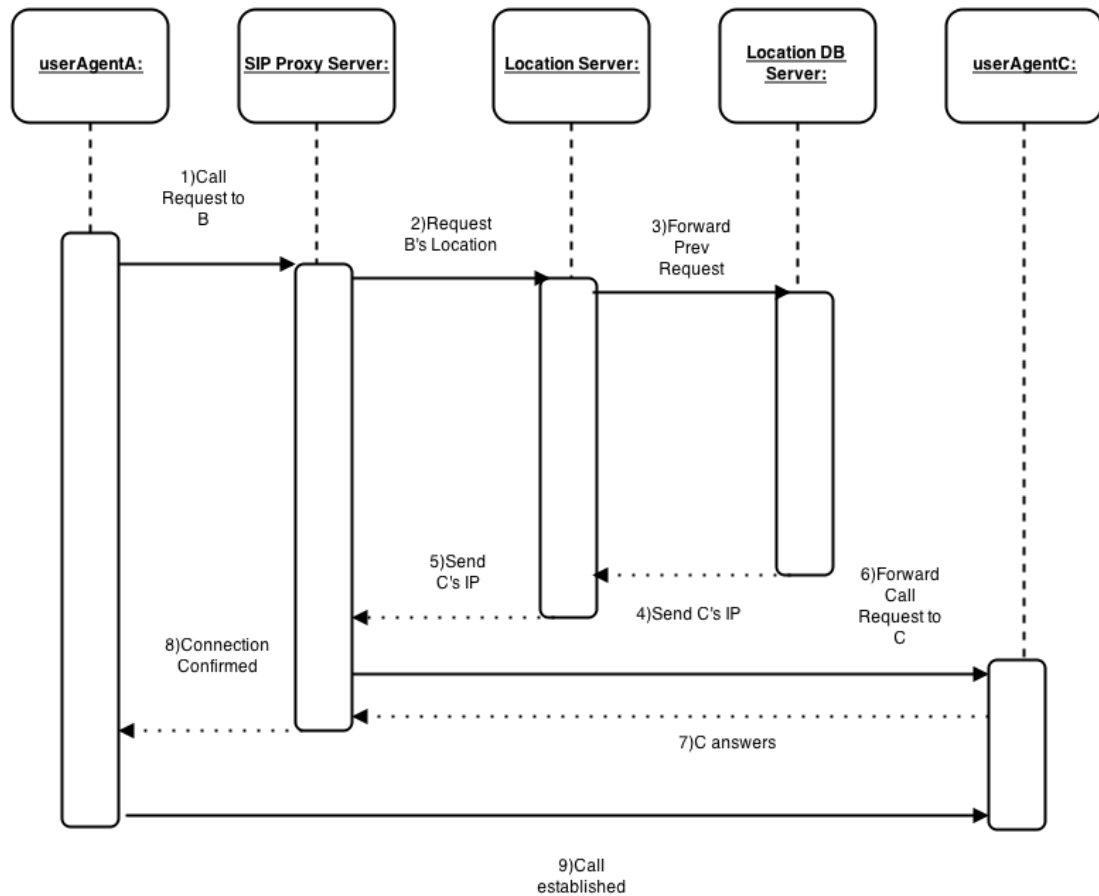 userAgentA:
SIP Proxy Server:
Location Server:
Location DB
Server:
userAgentC:
1)Call
Request to
B
2)Request
B's Location
3)Forward
Prev
Request
5)Send
C's IP
4)Send C's IP
6)Forward
Call
Request to
C
8)Connection
Confirmed
7)C answers
9)Call
established